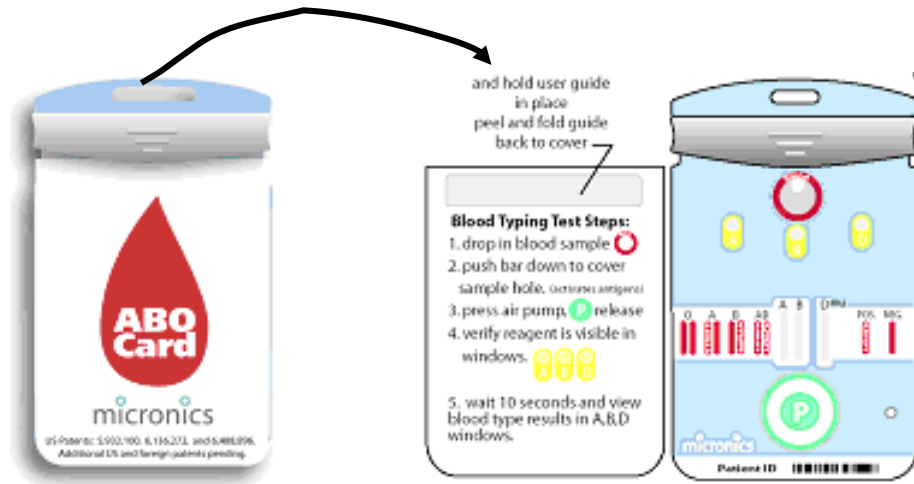 ABO
Card
micronics
US Patents: 5,932,100, 6,136,272, and 6,488,896.
Additional US and foreign patents pending.
and hold user guide
in place
peel and fold guide
back to cover
Blood Typing Test Steps:
1. drop in blood sample
2. push bar down to cover
sample hole. (activates antigens)
3. press air pump, P release
4. verify reagent is visible in
windows.
A B D
5. wait 10 seconds and view
blood type results in A,B,D
windows.
A B D
A B D
O A B AB
POS. NEG.
P
micronics
Patient ID